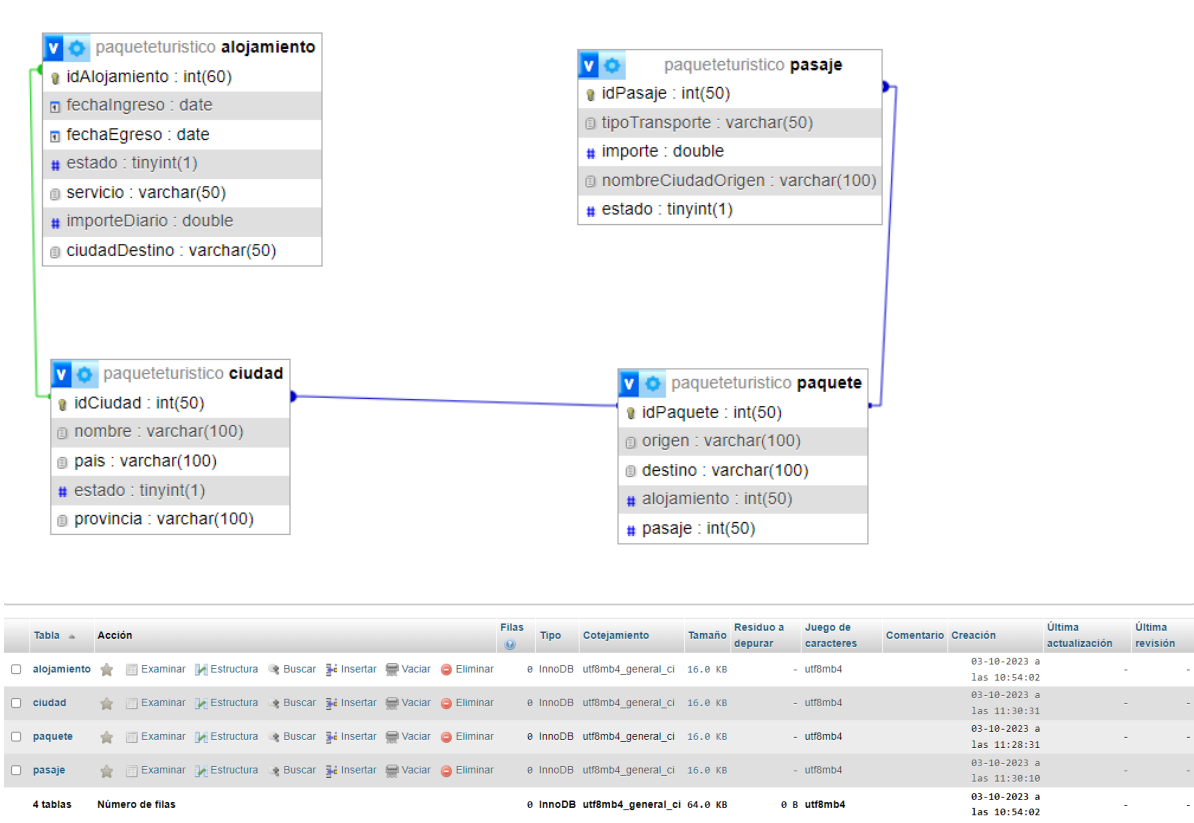 paqueteturistico alojamiento
idAlojamiento : int(60)
fechaIngreso : date
fechaEgreso : date
estado : tinyint(1)
servicio : varchar(50)
importeDiario : double
ciudadDestino : varchar(50)
paqueteturistico pasaje
idPasaje : int(50)
tipoTransporte : varchar(50)
importe : double
nombreCiudadOrigen : varchar(100)
estado : tinyint(1)
paqueteturistico ciudad
idCiudad : int(50)
nombre : varchar(100)
pais : varchar(100)
estado : tinyint(1)
provincia : varchar(100)
paqueteturistico paquete
idPaquete : int(50)
origen : varchar(100)
destino : varchar(100)
alojamiento : int(50)
pasaje : int(50)
Tabla Acción Filas Tipo Cotejamiento Tamaño Residuo a depurar Juego de caracteres Comentario Creación Última actualización Última revisión
alojamiento Examinar Estructura Buscar Insertar Vaciar Eliminar 0 InnoDB utf8mb4_general_ci 16.0 KB - utf8mb4 03-10-2023 a las 10:54:02 - -
ciudad Examinar Estructura Buscar Insertar Vaciar Eliminar 0 InnoDB utf8mb4_general_ci 16.0 KB - utf8mb4 03-10-2023 a las 11:30:31 - -
paquete Examinar Estructura Buscar Insertar Vaciar Eliminar 0 InnoDB utf8mb4_general_ci 16.0 KB - utf8mb4 03-10-2023 a las 11:28:31 - -
pasaje Examinar Estructura Buscar Insertar Vaciar Eliminar 0 InnoDB utf8mb4_general_ci 16.0 KB - utf8mb4 03-10-2023 a las 11:30:10 - -
4 tablas Número de filas 0 InnoDB utf8mb4_general_ci 64.0 KB 0 B utf8mb4 03-10-2023 a las 10:54:02 - -